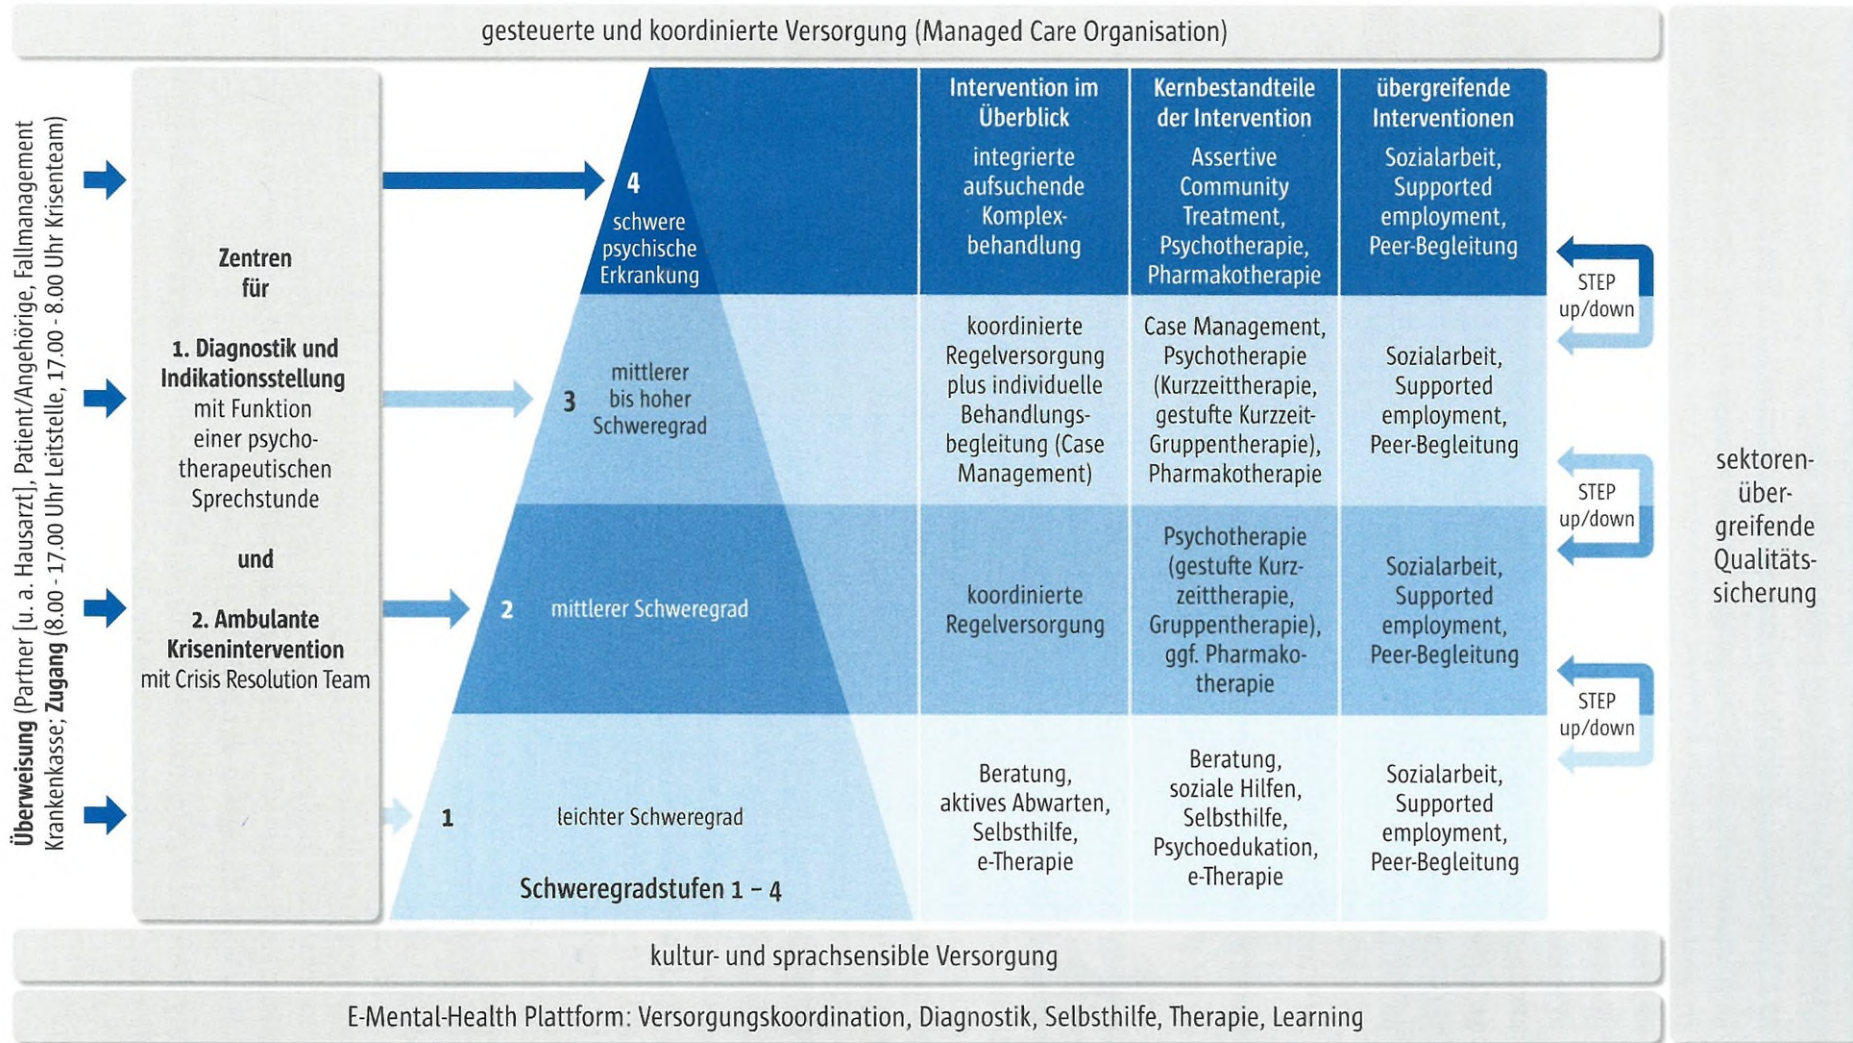 gesteuerte und koordinierte Versorgung (Managed Care Organisation)
Überweisung (Partner [u. a. Hausarzt], Patient/Angehörige, Fallmanagement
Krankenkasse; Zugang (8.00 - 17.00 Uhr Leitstelle, 17.00 - 8.00 Uhr Krisenteam)
Zentren
für
1. Diagnostik und
Indikationsstellung
mit Funktion
einer psycho-
therapeutischen
Sprechstunde
und
2. Ambulante
Krisenintervention
mit Crisis Resolution Team
4
schwere
psychische
Erkrankung
3
mittlerer
bis hoher
Schweregrad
2
mittlerer Schweregrad
1
leichter Schweregrad
Schweregradstufen 1 – 4
Intervention im
Überblick
integrierte
aufsuchende
Komplex-
behandlung
koordinierte
Regelversorgung
plus individuelle
Behandlungs-
begleitung (Case
Management)
koordinierte
Regelversorgung
Beratung,
aktives Abwarten,
Selbsthilfe,
e-Therapie
Kernbestandteile
der Intervention
Assertive
Community
Treatment,
Psychotherapie,
Pharmakotherapie
Case Management,
Psychotherapie
(Kurzzeittherapie,
gestufte Kurzzeit-
Gruppentherapie),
Pharmakotherapie
Psychotherapie
(gestufte Kurz-
zeittherapie,
Gruppentherapie),
ggf. Pharmako-
therapie
Beratung,
soziale Hilfen,
Selbsthilfe,
Psychoedukation,
e-Therapie
übergreifende
Interventionen
Sozialarbeit,
Supported
employment,
Peer-Begleitung
Sozialarbeit,
Supported
employment,
Peer-Begleitung
Sozialarbeit,
Supported
employment,
Peer-Begleitung
Sozialarbeit,
Supported
employment,
Peer-Begleitung
STEP
up/down
STEP
up/down
STEP
up/down
sektoren-
über-
greifende
Qualitäts-
sicherung
kultur- und sprachsensible Versorgung
E-Mental-Health Plattform: Versorgungskoordination, Diagnostik, Selbsthilfe, Therapie, Learning